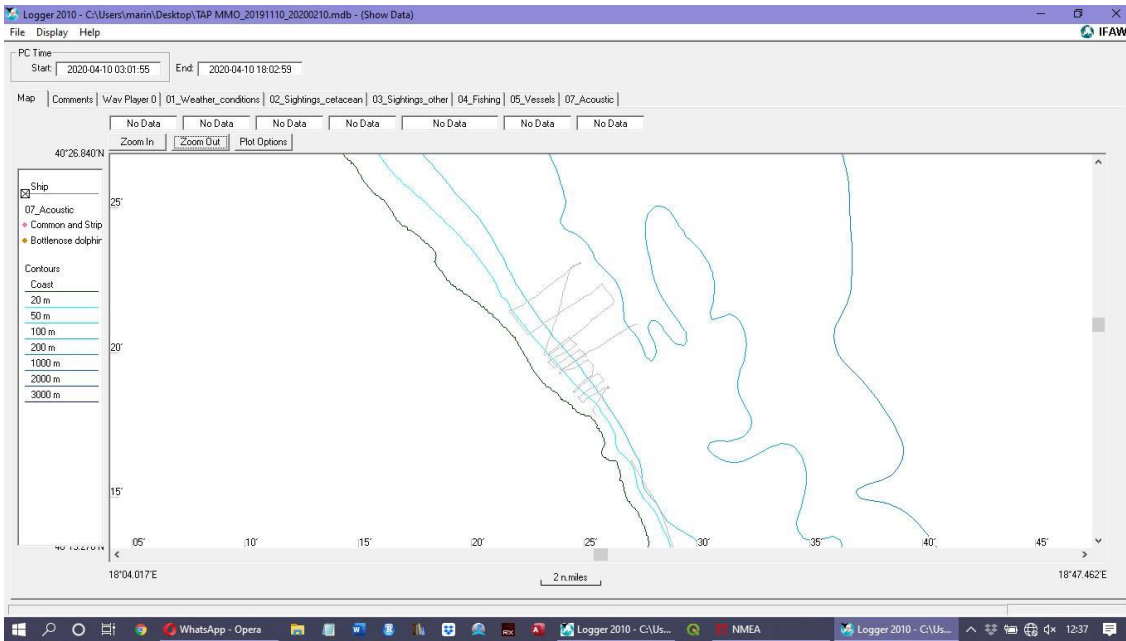 Logger 2010 - C:\Users\marin\Desktop\TAP MMO_20191110_20200210.mdb - (Show Data)
File Display Help
IFAW
PC Time
Start: 2020-04-10 03:01:55 End: 2020-04-10 18:02:59
Map Comments Wav Player 0 01_Weather_conditions 02_Sightings_cetacean 03_Sightings_other 04_Fishing 05_Vessels 07_Acoustic
No Data No Data No Data No Data No Data No Data No Data
Zoom In Zoom Out Plot Options
40°26.840'N
Ship
07_Acoustic
Common and Strip
Bottlenose dolphir
Contours
Coast
20 m
50 m
100 m
200 m
1000 m
2000 m
3000 m
25'
20'
15'
05' 10' 15' 20' 25' 30' 35' 40' 45'
18°04.017'E
2 n.miles
18°47.462'E
WhatsApp - Opera
Logger 2010 - C:\Us...
NMEA
Logger 2010 - C:\Us...
12:37